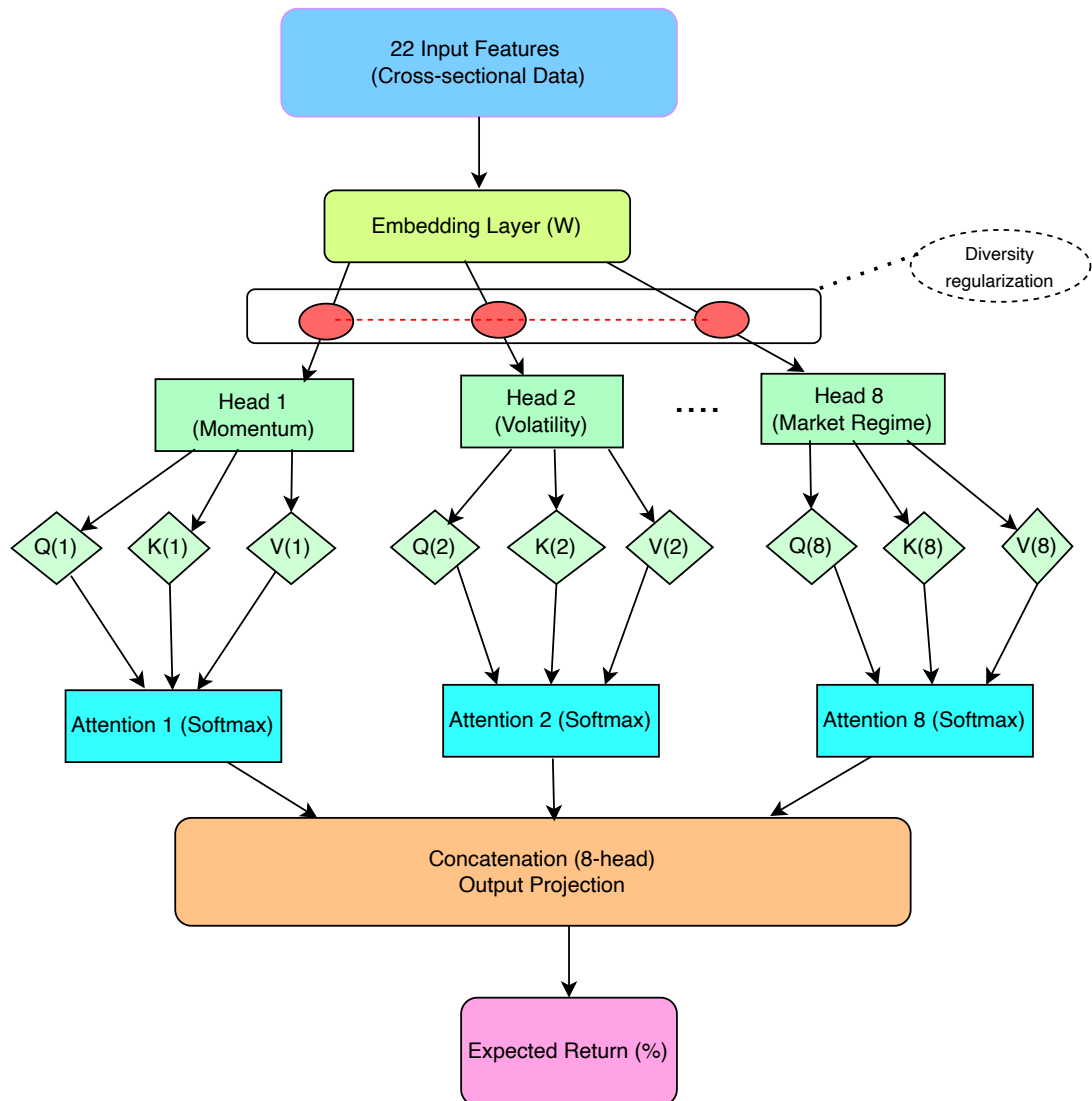 22 Input Features
(Cross-sectional Data)
Embedding Layer (W)
Diversity
regularization
Head 1
(Momentum)
Head 2
(Volatility)
....
Head 8
(Market Regime)
Q(1)
K(1)
V(1)
Q(2)
K(2)
V(2)
Q(8)
K(8)
V(8)
Attention 1 (Softmax)
Attention 2 (Softmax)
Attention 8 (Softmax)
Concatenation (8-head)
Output Projection
Expected Return (%)